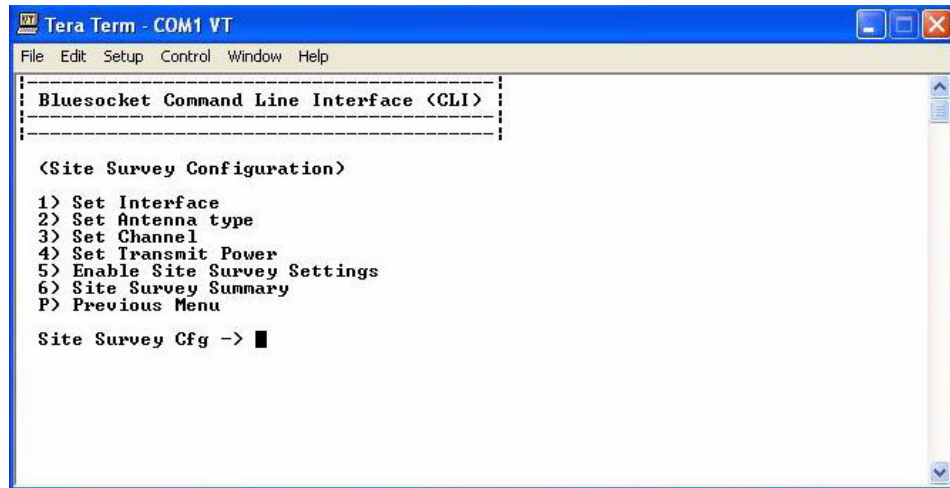 Tera Term - COM1 VT
File Edit Setup Control Window Help
Bluesocket Command Line Interface (CLI)
(Site Survey Configuration)
1) Set Interface
2) Set Antenna type
3) Set Channel
4) Set Transmit Power
5) Enable Site Survey Settings
6) Site Survey Summary
P) Previous Menu
Site Survey Cfg ->